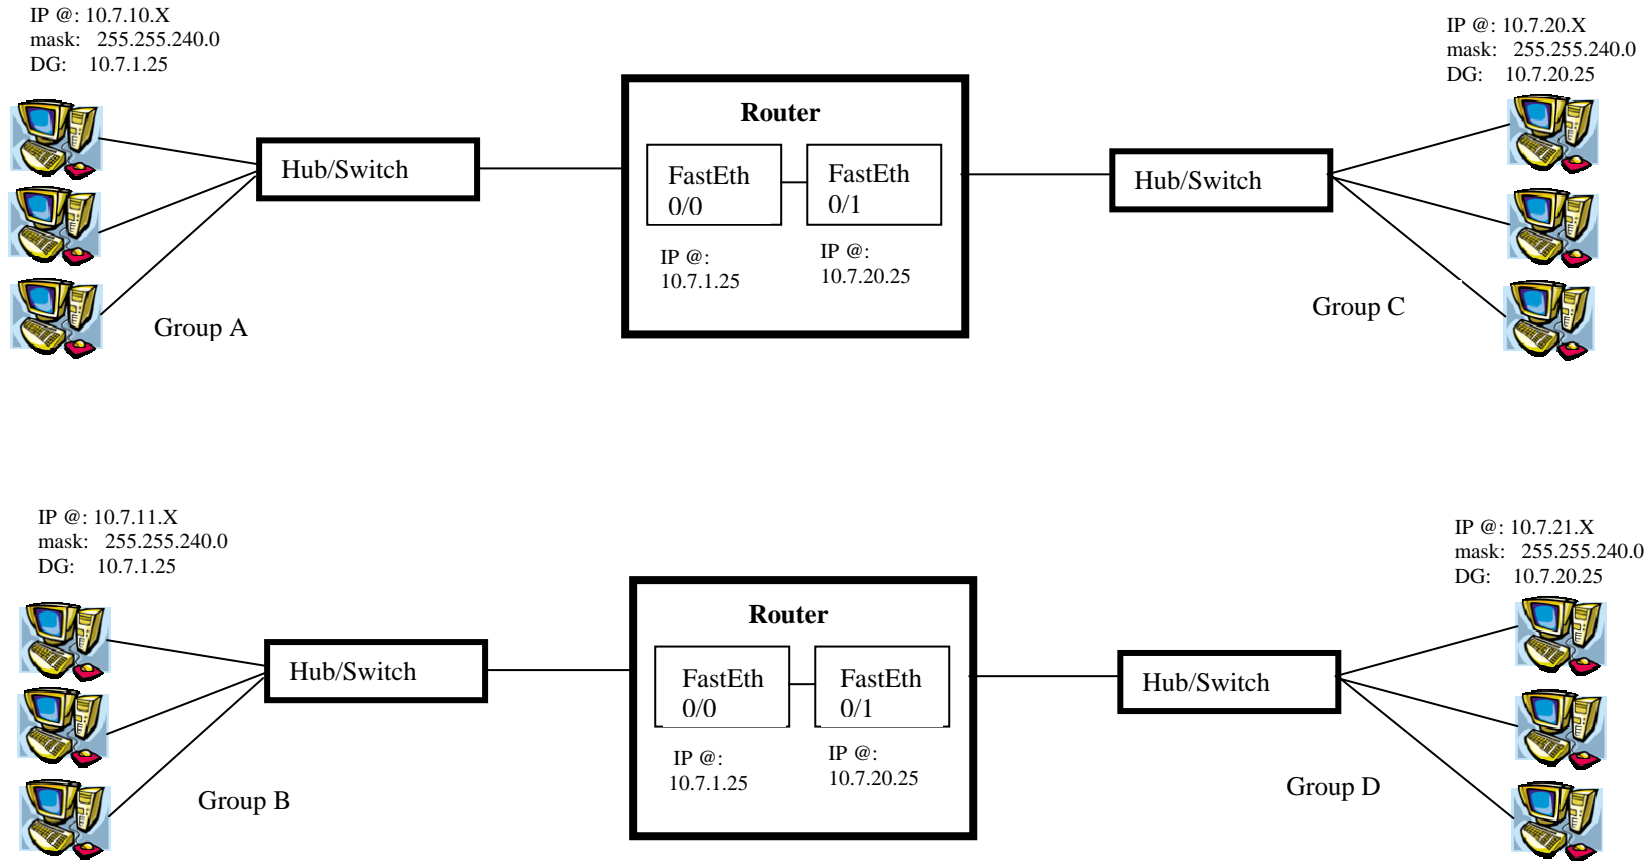 IP @: 10.7.10.X
mask: 255.255.240.0
DG: 10.7.1.25
IP @: 10.7.20.X
mask: 255.255.240.0
DG: 10.7.20.25
Router
Hub/Switch
FastEth
0/0
FastEth
0/1
Hub/Switch
IP @:
10.7.1.25
IP @:
10.7.20.25
Group A
Group C
IP @: 10.7.11.X
mask: 255.255.240.0
DG: 10.7.1.25
IP @: 10.7.21.X
mask: 255.255.240.0
DG: 10.7.20.25
Router
Hub/Switch
FastEth
0/0
FastEth
0/1
Hub/Switch
IP @:
10.7.1.25
IP @:
10.7.20.25
Group B
Group D